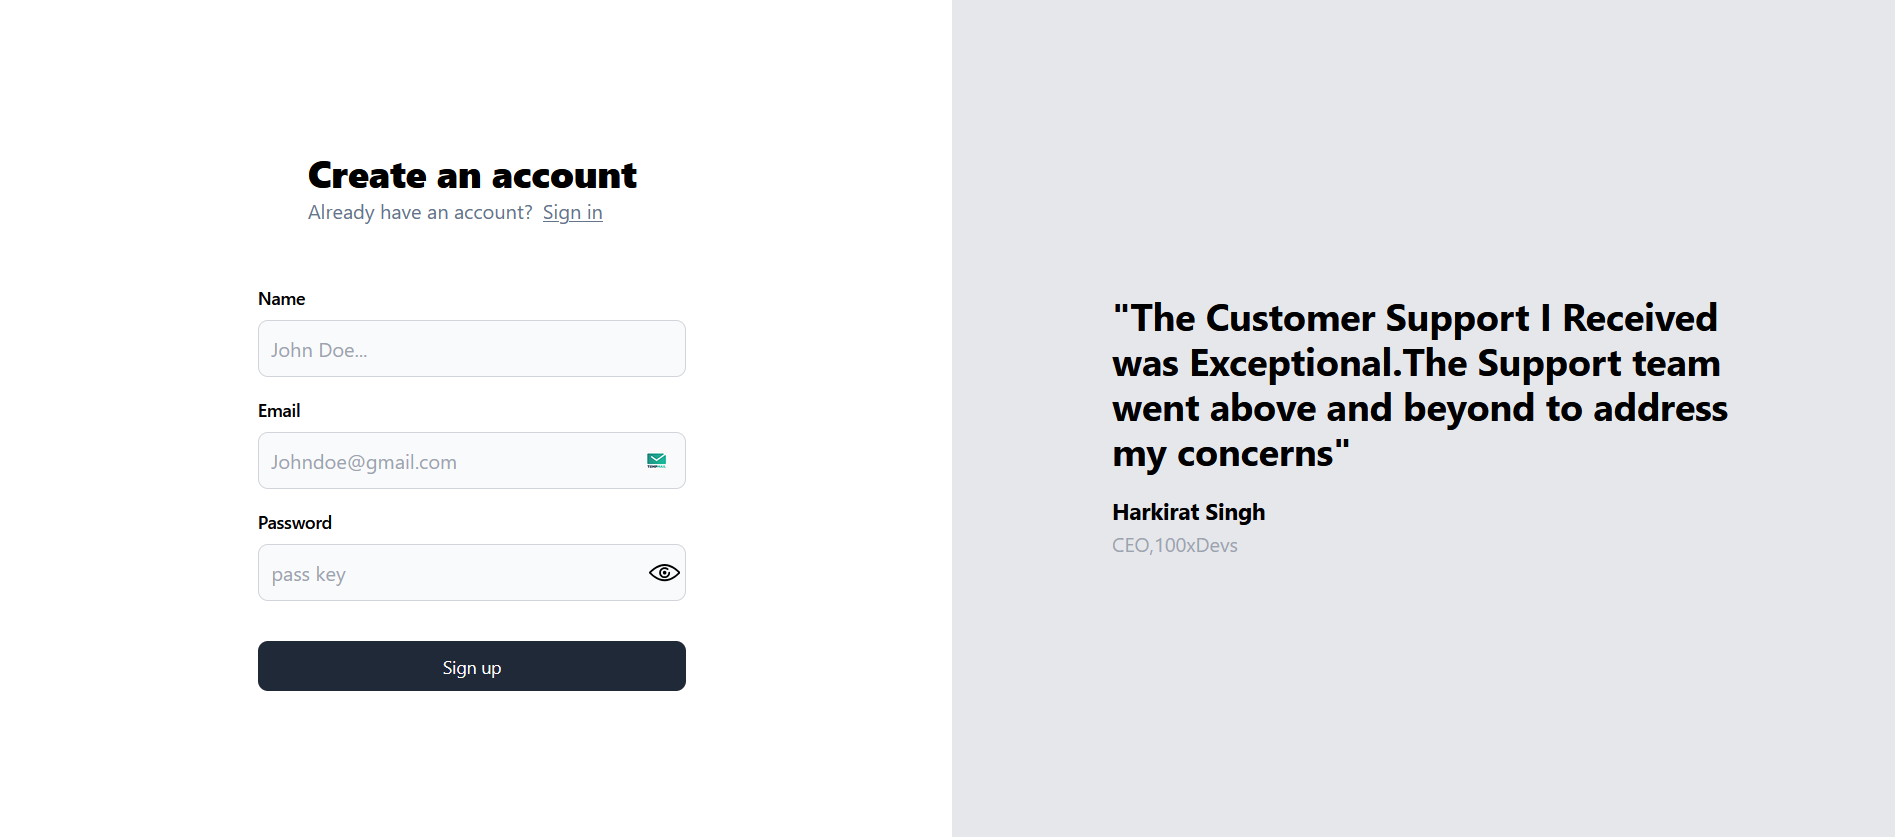 Create an account
Already have an account? Sign in
Name
John Doe...
Email
Johndoe@gmail.com
Password
pass key
Sign up
"The Customer Support I Received
was Exceptional.The Support team
went above and beyond to address
my concerns"
Harkirat Singh
CEO,100xDevs